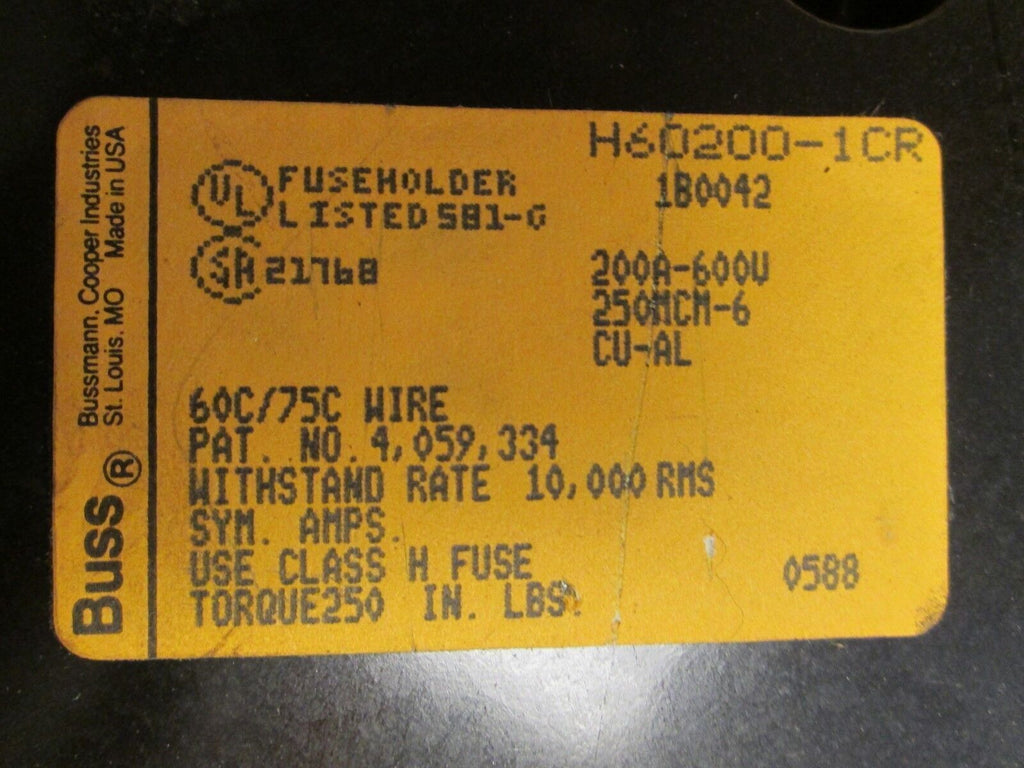 Buss®
Bussmann, Cooper Industries
St. Louis, MO Made in USA
H60200-1CR
1B0042
UL FUSEHOLDER
LISTED 581-G
SA 21768
200A-600V
250MCM-6
CU-AL
60C/75C WIRE
PAT. NO. 4,059,334
WITHSTAND RATE 10,000 RMS
SYM. AMPS.
USE CLASS H FUSE
TORQUE250 IN. LBS.
0588